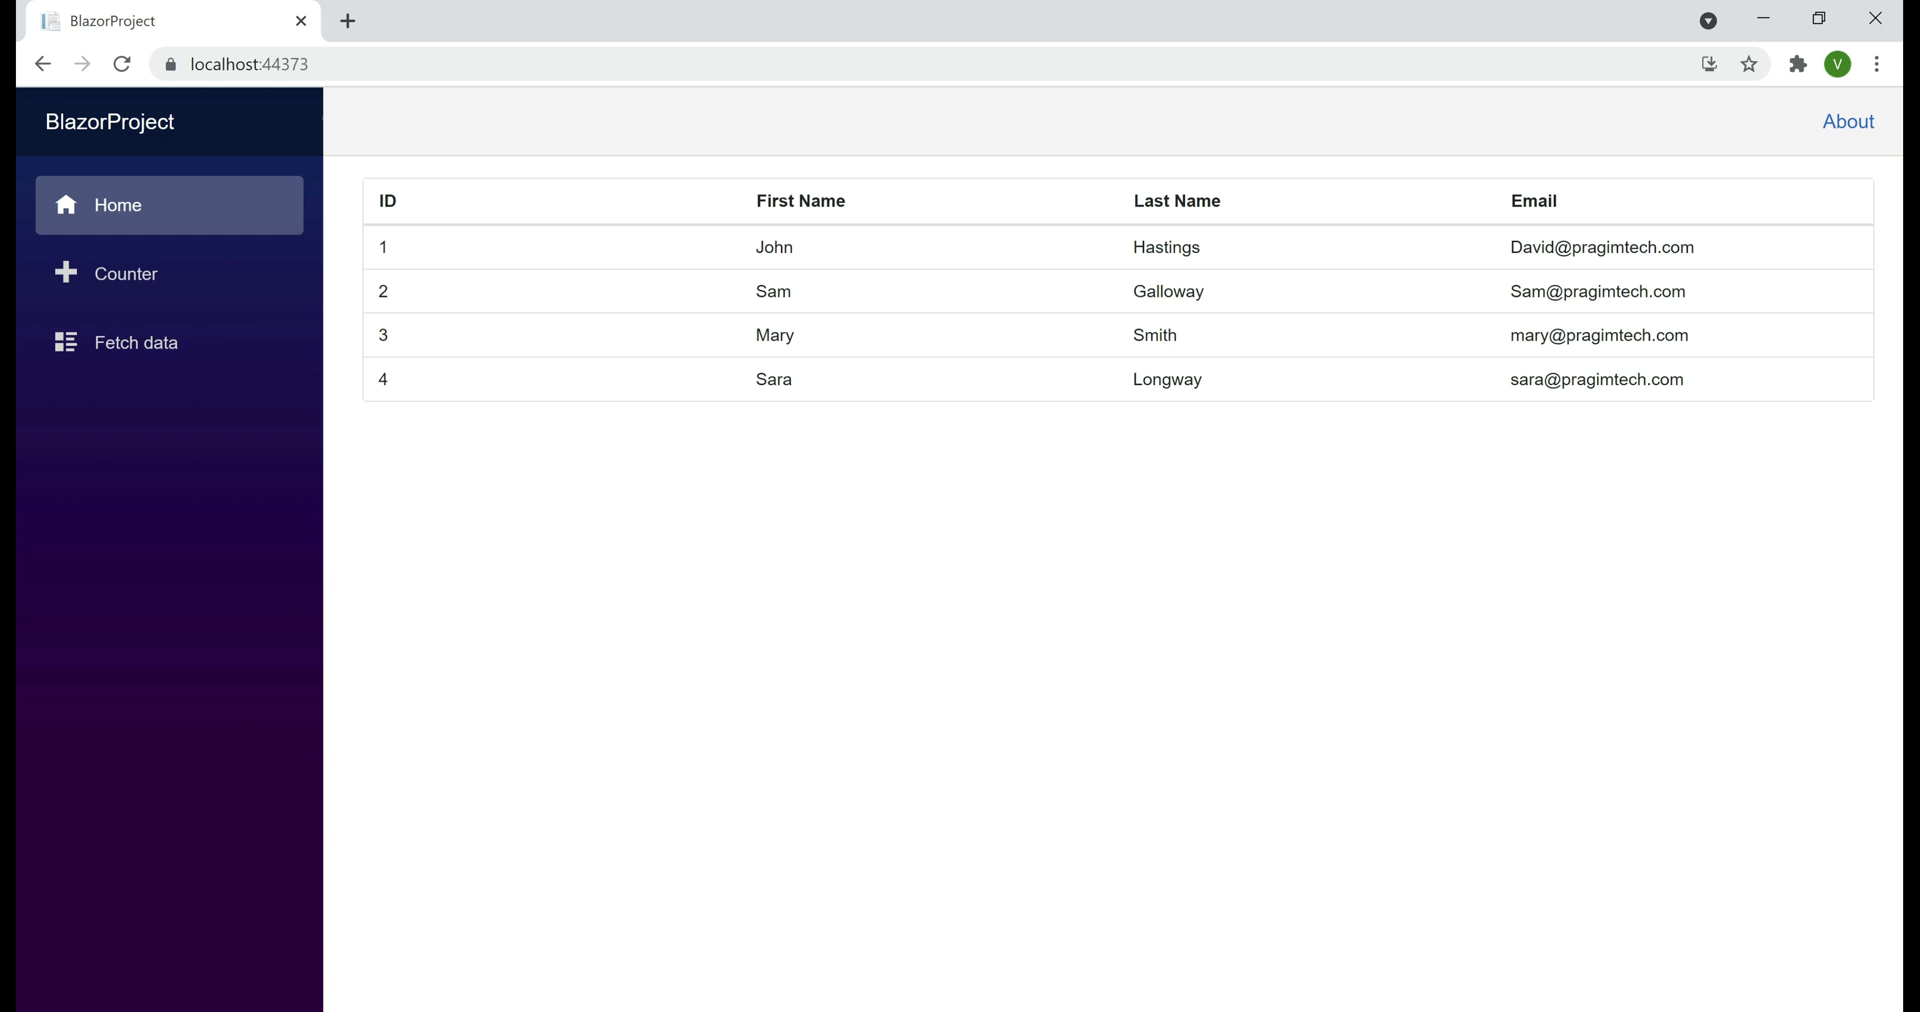 BlazorProject
localhost:44373
V
BlazorProject
About
Home
Counter
Fetch data
ID First Name Last Name Email
1 John Hastings David@pragimtech.com
2 Sam Galloway Sam@pragimtech.com
3 Mary Smith mary@pragimtech.com
4 Sara Longway sara@pragimtech.com